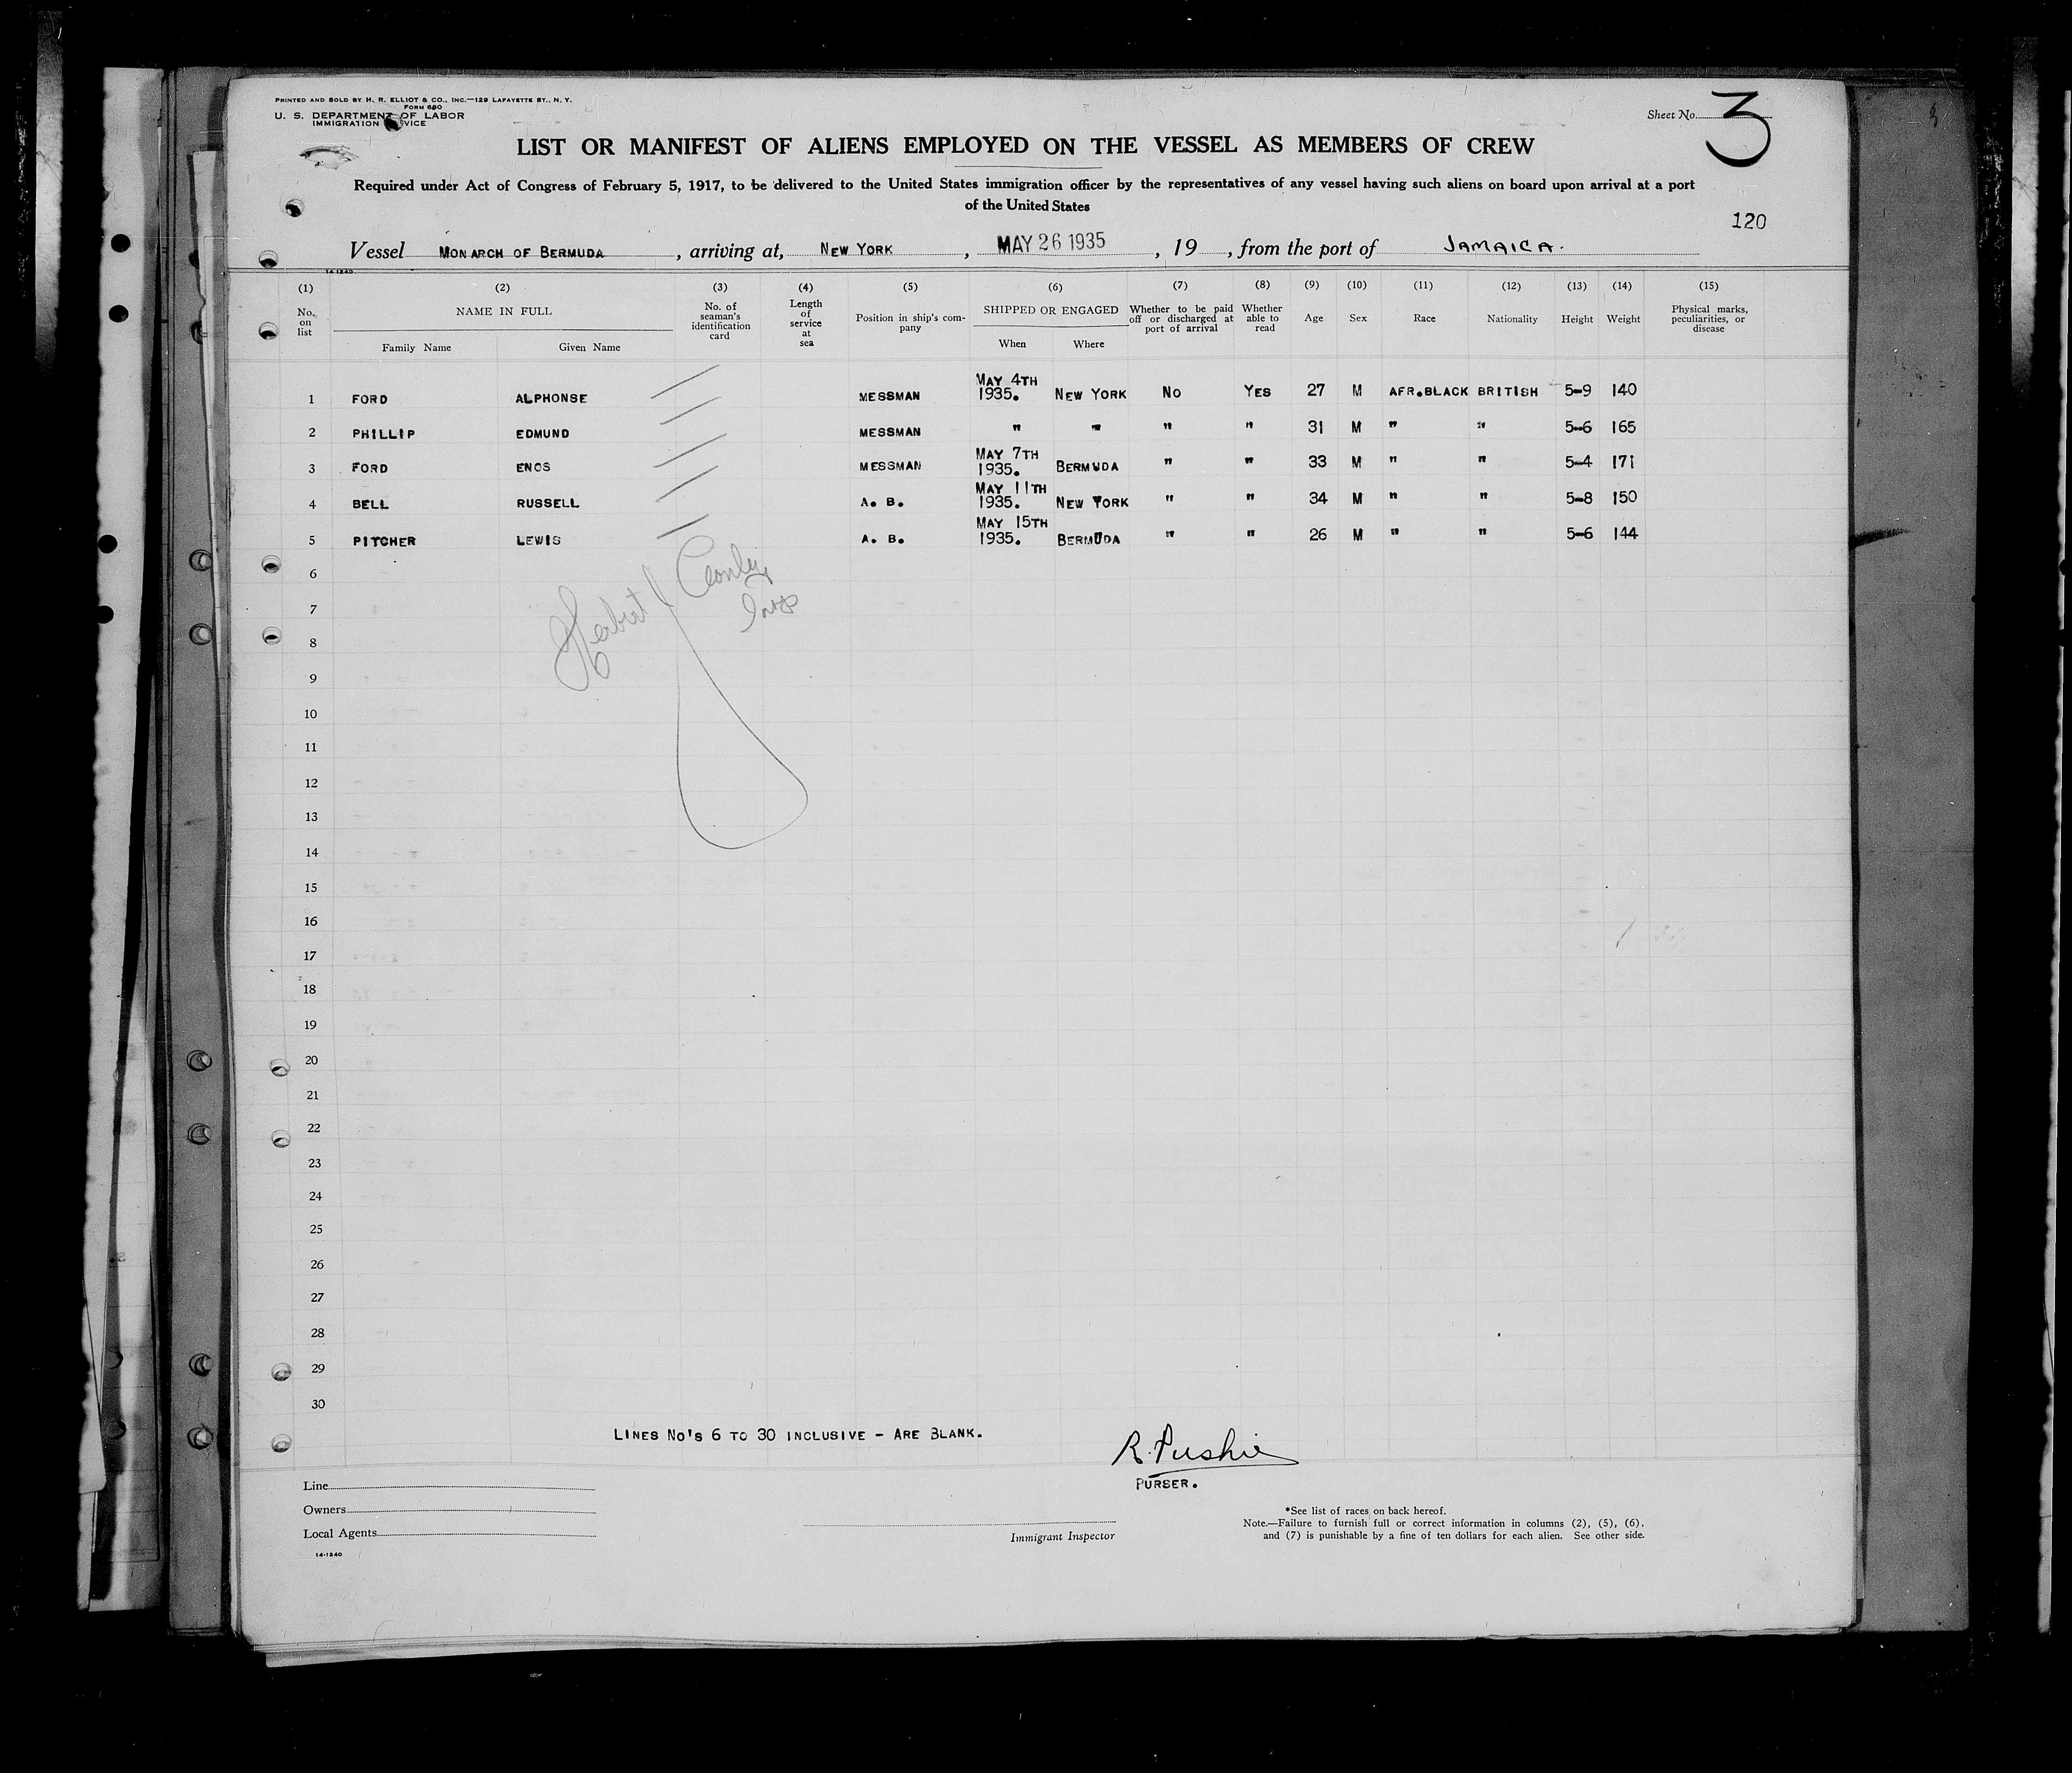 PRINTED AND SOLD BY H. R. ELLIOT & CO., INC.—129 LAFAYETTE ST., N. Y.
FORM 680
U. S. DEPARTMENT OF LABOR
IMMIGRATION VICE
Sheet No. 3
LIST OR MANIFEST OF ALIENS EMPLOYED ON THE VESSEL AS MEMBERS OF CREW
Required under Act of Congress of February 5, 1917, to be delivered to the United States immigration officer by the representatives of any vessel having such aliens on board upon arrival at a port
of the United States
120
Vessel MONARCH OF BERMUDA, arriving at, NEW YORK, MAY 26 1935, 19, from the port of JAMAICA.
14-1240
(1) (2) (3) (4) (5) (6) (7) (8) (9) (10) (11) (12) (13) (14) (15)
No. on list NAME IN FULL Family Name Given Name No. of seaman's identification card Length of service at sea Position in ship's company SHIPPED OR ENGAGED When Where Whether to be paid off or discharged at port of arrival Whether able to read Age Sex Race Nationality Height Weight Physical marks, peculiarities, or disease
1 FORD ALPHONSE MESSMAN MAY 4TH 1935. NEW YORK NO YES 27 M AFR.BLACK BRITISH 5-9 140
2 PHILLIP EDMUND MESSMAN " " " " 31 M " " 5-6 165
3 FORD ENOS MESSMAN MAY 7TH 1935. BERMUDA " " 33 M " " 5-4 171
4 BELL RUSSELL A. B. MAY 11TH 1935. NEW YORK " " 34 M " " 5-8 150
5 PITCHER LEWIS A. B. MAY 15TH 1935. BERMUDA " " 26 M " " 5-6 144
6
Herbert J
7
8
9
10
11
12
13
14
15
16
17
18
19
20
21
22
23
24
25
26
27
28
29
30
LINES NO'S 6 TO 30 INCLUSIVE - ARE BLANK.
R. Pushie
PURSER.
Line
Owners
Local Agents
14-1240
Immigrant Inspector
*See list of races on back hereof.
Note.—Failure to furnish full or correct information in columns (2), (5), (6),
and (7) is punishable by a fine of ten dollars for each alien. See other side.